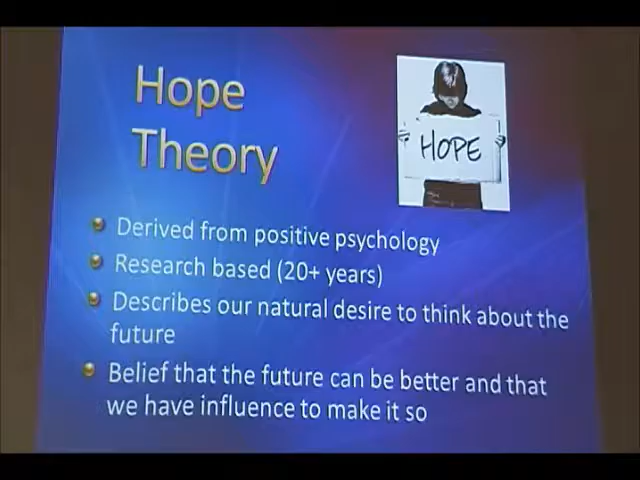 Hope
Theory
HOPE
Derived from positive psychology
Research based (20+ years)
Describes our natural desire to think about the
future
Belief that the future can be better and that
we have influence to make it so